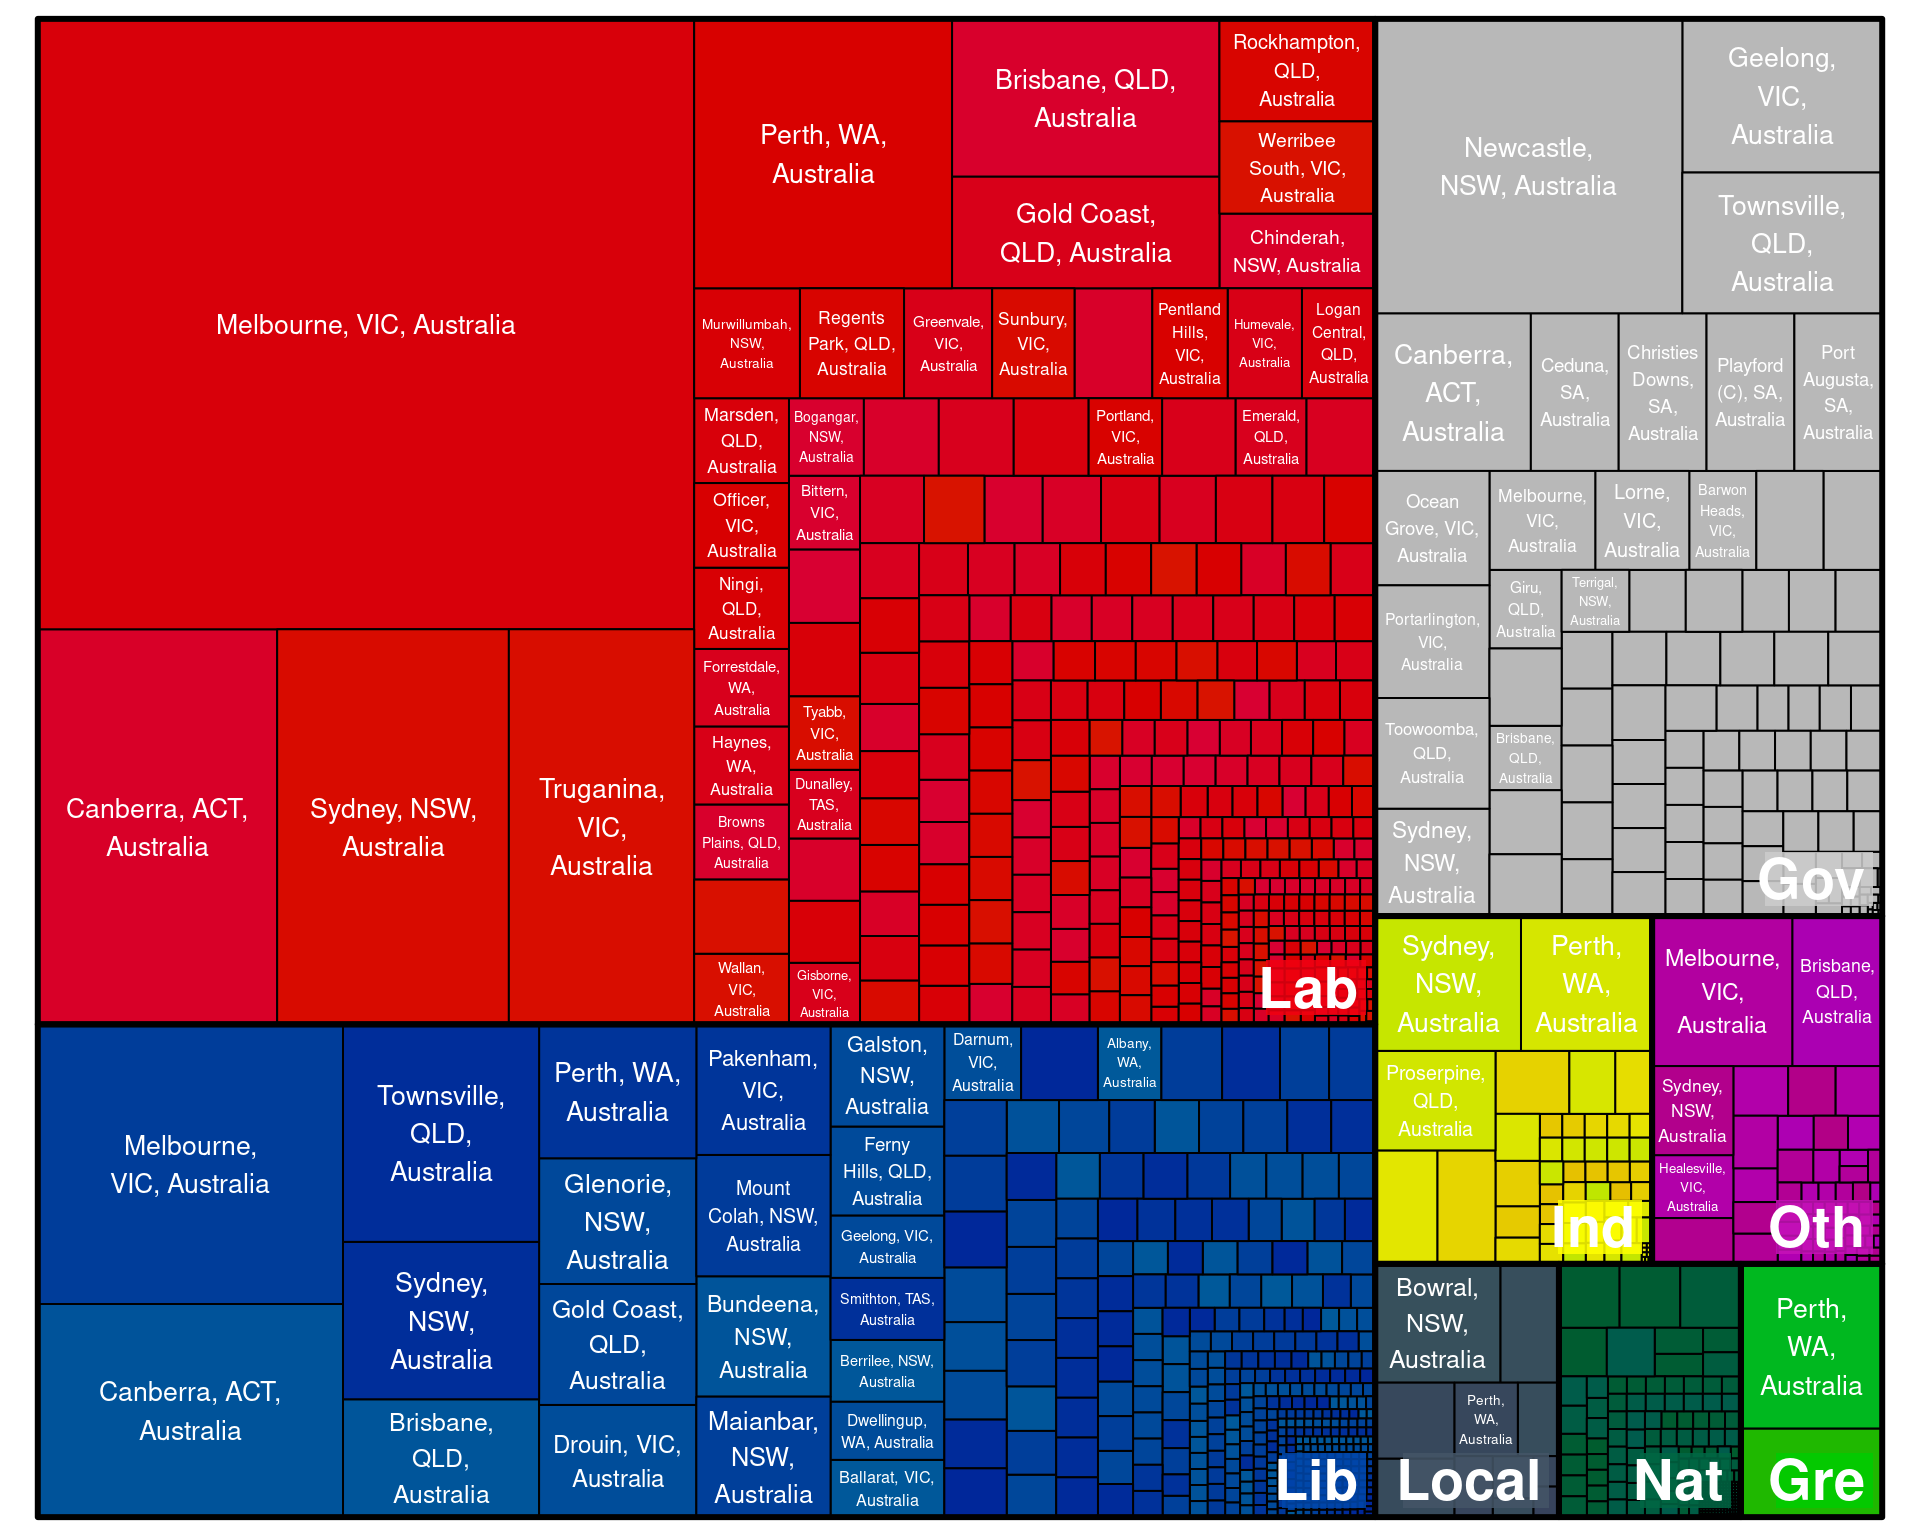 Melbourne, VIC, Australia
Canberra, ACT,
Australia
Sydney, NSW,
Australia
Truganina,
VIC,
Australia
Perth, WA,
Australia
Brisbane, QLD,
Australia
Gold Coast,
QLD, Australia
Rockhampton,
QLD,
Australia
Werribee
South, VIC,
Australia
Chinderah,
NSW, Australia
Murwillumbah,
NSW,
Australia
Regents
Park, QLD,
Australia
Greenvale,
VIC,
Australia
Sunbury,
VIC,
Australia
Pentland
Hills,
VIC,
Australia
Humevale,
VIC,
Australia
Logan
Central,
QLD,
Australia
Marsden,
QLD,
Australia
Officer,
VIC,
Australia
Ningi,
QLD,
Australia
Forrestdale,
WA,
Australia
Haynes,
WA,
Australia
Browns
Plains, QLD,
Australia
Wallan,
VIC,
Australia
Bogangar,
NSW,
Australia
Portland,
VIC,
Australia
Emerald,
QLD,
Australia
Bittern,
VIC,
Australia
Tyabb,
VIC,
Australia
Dunalley,
TAS,
Australia
Gisborne,
VIC,
Australia
Lab
Newcastle,
NSW, Australia
Geelong,
VIC,
Australia
Townsville,
QLD,
Australia
Canberra,
ACT,
Australia
Ceduna,
SA,
Australia
Christies
Downs,
SA,
Australia
Playford
(C), SA,
Australia
Port
Augusta,
SA,
Australia
Ocean
Grove, VIC,
Australia
Melbourne,
VIC,
Australia
Lorne,
VIC,
Australia
Barwon
Heads,
VIC,
Australia
Portarlington,
VIC,
Australia
Giru,
QLD,
Australia
Terrigal,
NSW,
Australia
Toowoomba,
QLD,
Australia
Brisbane,
QLD,
Australia
Sydney,
NSW,
Australia
Gov
Melbourne,
VIC, Australia
Canberra, ACT,
Australia
Townsville,
QLD,
Australia
Sydney,
NSW,
Australia
Brisbane,
QLD,
Australia
Perth, WA,
Australia
Glenorie,
NSW,
Australia
Gold Coast,
QLD,
Australia
Drouin, VIC,
Australia
Pakenham,
VIC,
Australia
Mount
Colah, NSW,
Australia
Bundeena,
NSW,
Australia
Maianbar,
NSW,
Australia
Galston,
NSW,
Australia
Ferny
Hills, QLD,
Australia
Geelong, VIC,
Australia
Smithton, TAS,
Australia
Berrilee, NSW,
Australia
Dwellingup,
WA, Australia
Ballarat, VIC,
Australia
Darnum,
VIC,
Australia
Albany,
WA,
Australia
Lib
Sydney,
NSW,
Australia
Perth,
WA,
Australia
Proserpine,
QLD,
Australia
Ind
Melbourne,
VIC,
Australia
Brisbane,
QLD,
Australia
Sydney,
NSW,
Australia
Healesville,
VIC,
Australia
Oth
Bowral,
NSW,
Australia
Perth,
WA,
Australia
Local
Nat
Perth,
WA,
Australia
Gre